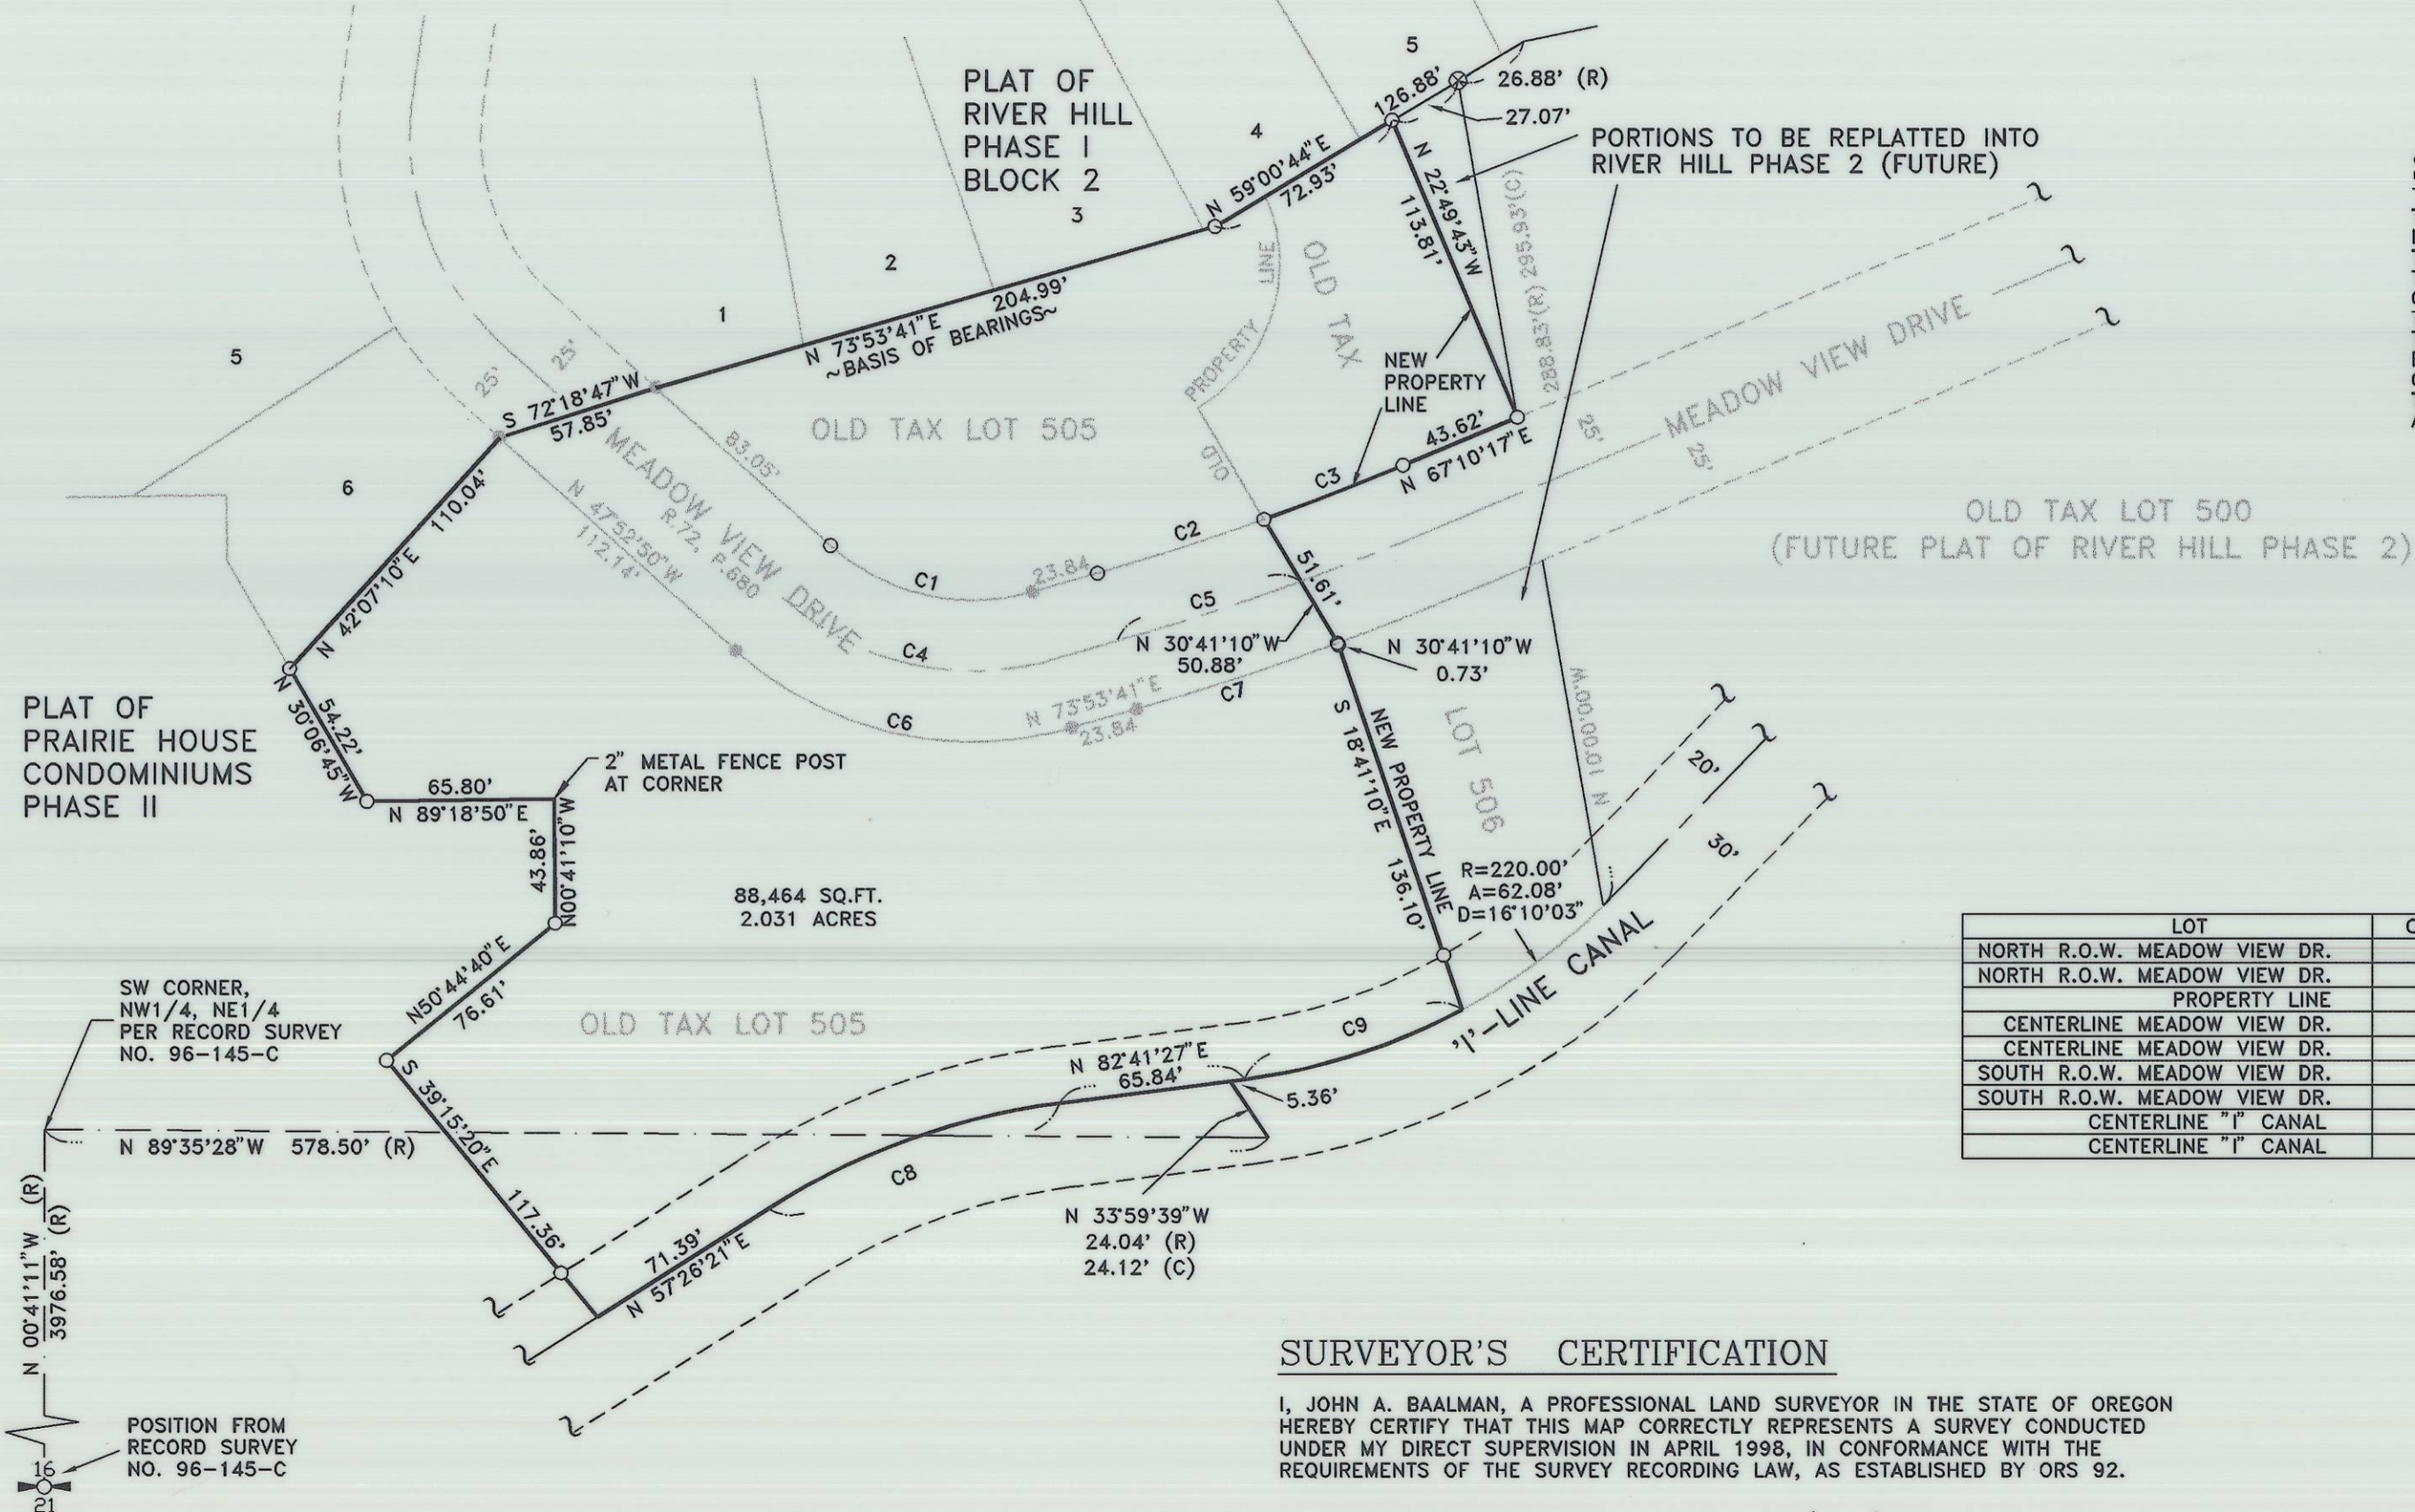 PLAT OF
RIVER HILL
PHASE I
BLOCK 2
5
126.88'
26.88' (R)
27.07'
4
3
2
1
N 59°00'44"E
72.93'
PORTIONS TO BE REPLATTED INTO
RIVER HILL PHASE 2 (FUTURE)
N 22°49'43"W
113.81'
288.83'(R) 295.93'(C)
N 73°53'41"E
204.99'
~BASIS OF BEARINGS~
OLD TAX
OLD
PROPERTY
LINE
NEW
PROPERTY
LINE
5
25'
25'
S 72°18'47"W
57.85'
OLD TAX LOT 505
MEADOW VIEW DRIVE
25'
25'
43.62'
N 67°10'17"E
C3
6
N 42°07'10"E
110.04'
83.05'
MEADOW VIEW DRIVE
R.72, P.680
N 47°52'50"W
112.14'
C1
23.84
C2
C5
C4
51.61'
N 30°41'10"W
50.88'
N 30°41'10"W
0.73'
OLD TAX LOT 500
(FUTURE PLAT OF RIVER HILL PHASE 2)
N 73°53'41"E
23.84
C7
C6
PLAT OF
PRAIRIE HOUSE
CONDOMINIUMS
PHASE II
54.22'
N 30°06'45"W
65.80'
N 89°18'50"E
2" METAL FENCE POST
AT CORNER
43.86'
N00°41'10"W
NEW PROPERTY LINE
S 18°41'10"E 136.10'
LOT 506
N 10°00'00"W
20'
30'
R=220.00'
A=62.08'
D=16°10'03"
88,464 SQ.FT.
2.031 ACRES
'I'-LINE CANAL
N50°44'40"E
76.61'
OLD TAX LOT 505
SW CORNER,
NW1/4, NE1/4
PER RECORD SURVEY
NO. 96-145-C
C9
N 82°41'27"E
65.84'
5.36'
N 89°35'28"W 578.50' (R)
S 39°15'20"E
117.36'
C8
71.39'
N 57°26'21"E
N 33°59'39"W
24.04' (R)
24.12' (C)
N 00°41'11"W (R)
3976.58' (R)
POSITION FROM
RECORD SURVEY
NO. 96-145-C
16
21
LOT
NORTH R.O.W. MEADOW VIEW DR.
NORTH R.O.W. MEADOW VIEW DR.
PROPERTY LINE
CENTERLINE MEADOW VIEW DR.
CENTERLINE MEADOW VIEW DR.
SOUTH R.O.W. MEADOW VIEW DR.
SOUTH R.O.W. MEADOW VIEW DR.
CENTERLINE "I" CANAL
CENTERLINE "I" CANAL
SURVEYOR'S CERTIFICATION
I, JOHN A. BAALMAN, A PROFESSIONAL LAND SURVEYOR IN THE STATE OF OREGON
HEREBY CERTIFY THAT THIS MAP CORRECTLY REPRESENTS A SURVEY CONDUCTED
UNDER MY DIRECT SUPERVISION IN APRIL 1998, IN CONFORMANCE WITH THE
REQUIREMENTS OF THE SURVEY RECORDING LAW, AS ESTABLISHED BY ORS 92.